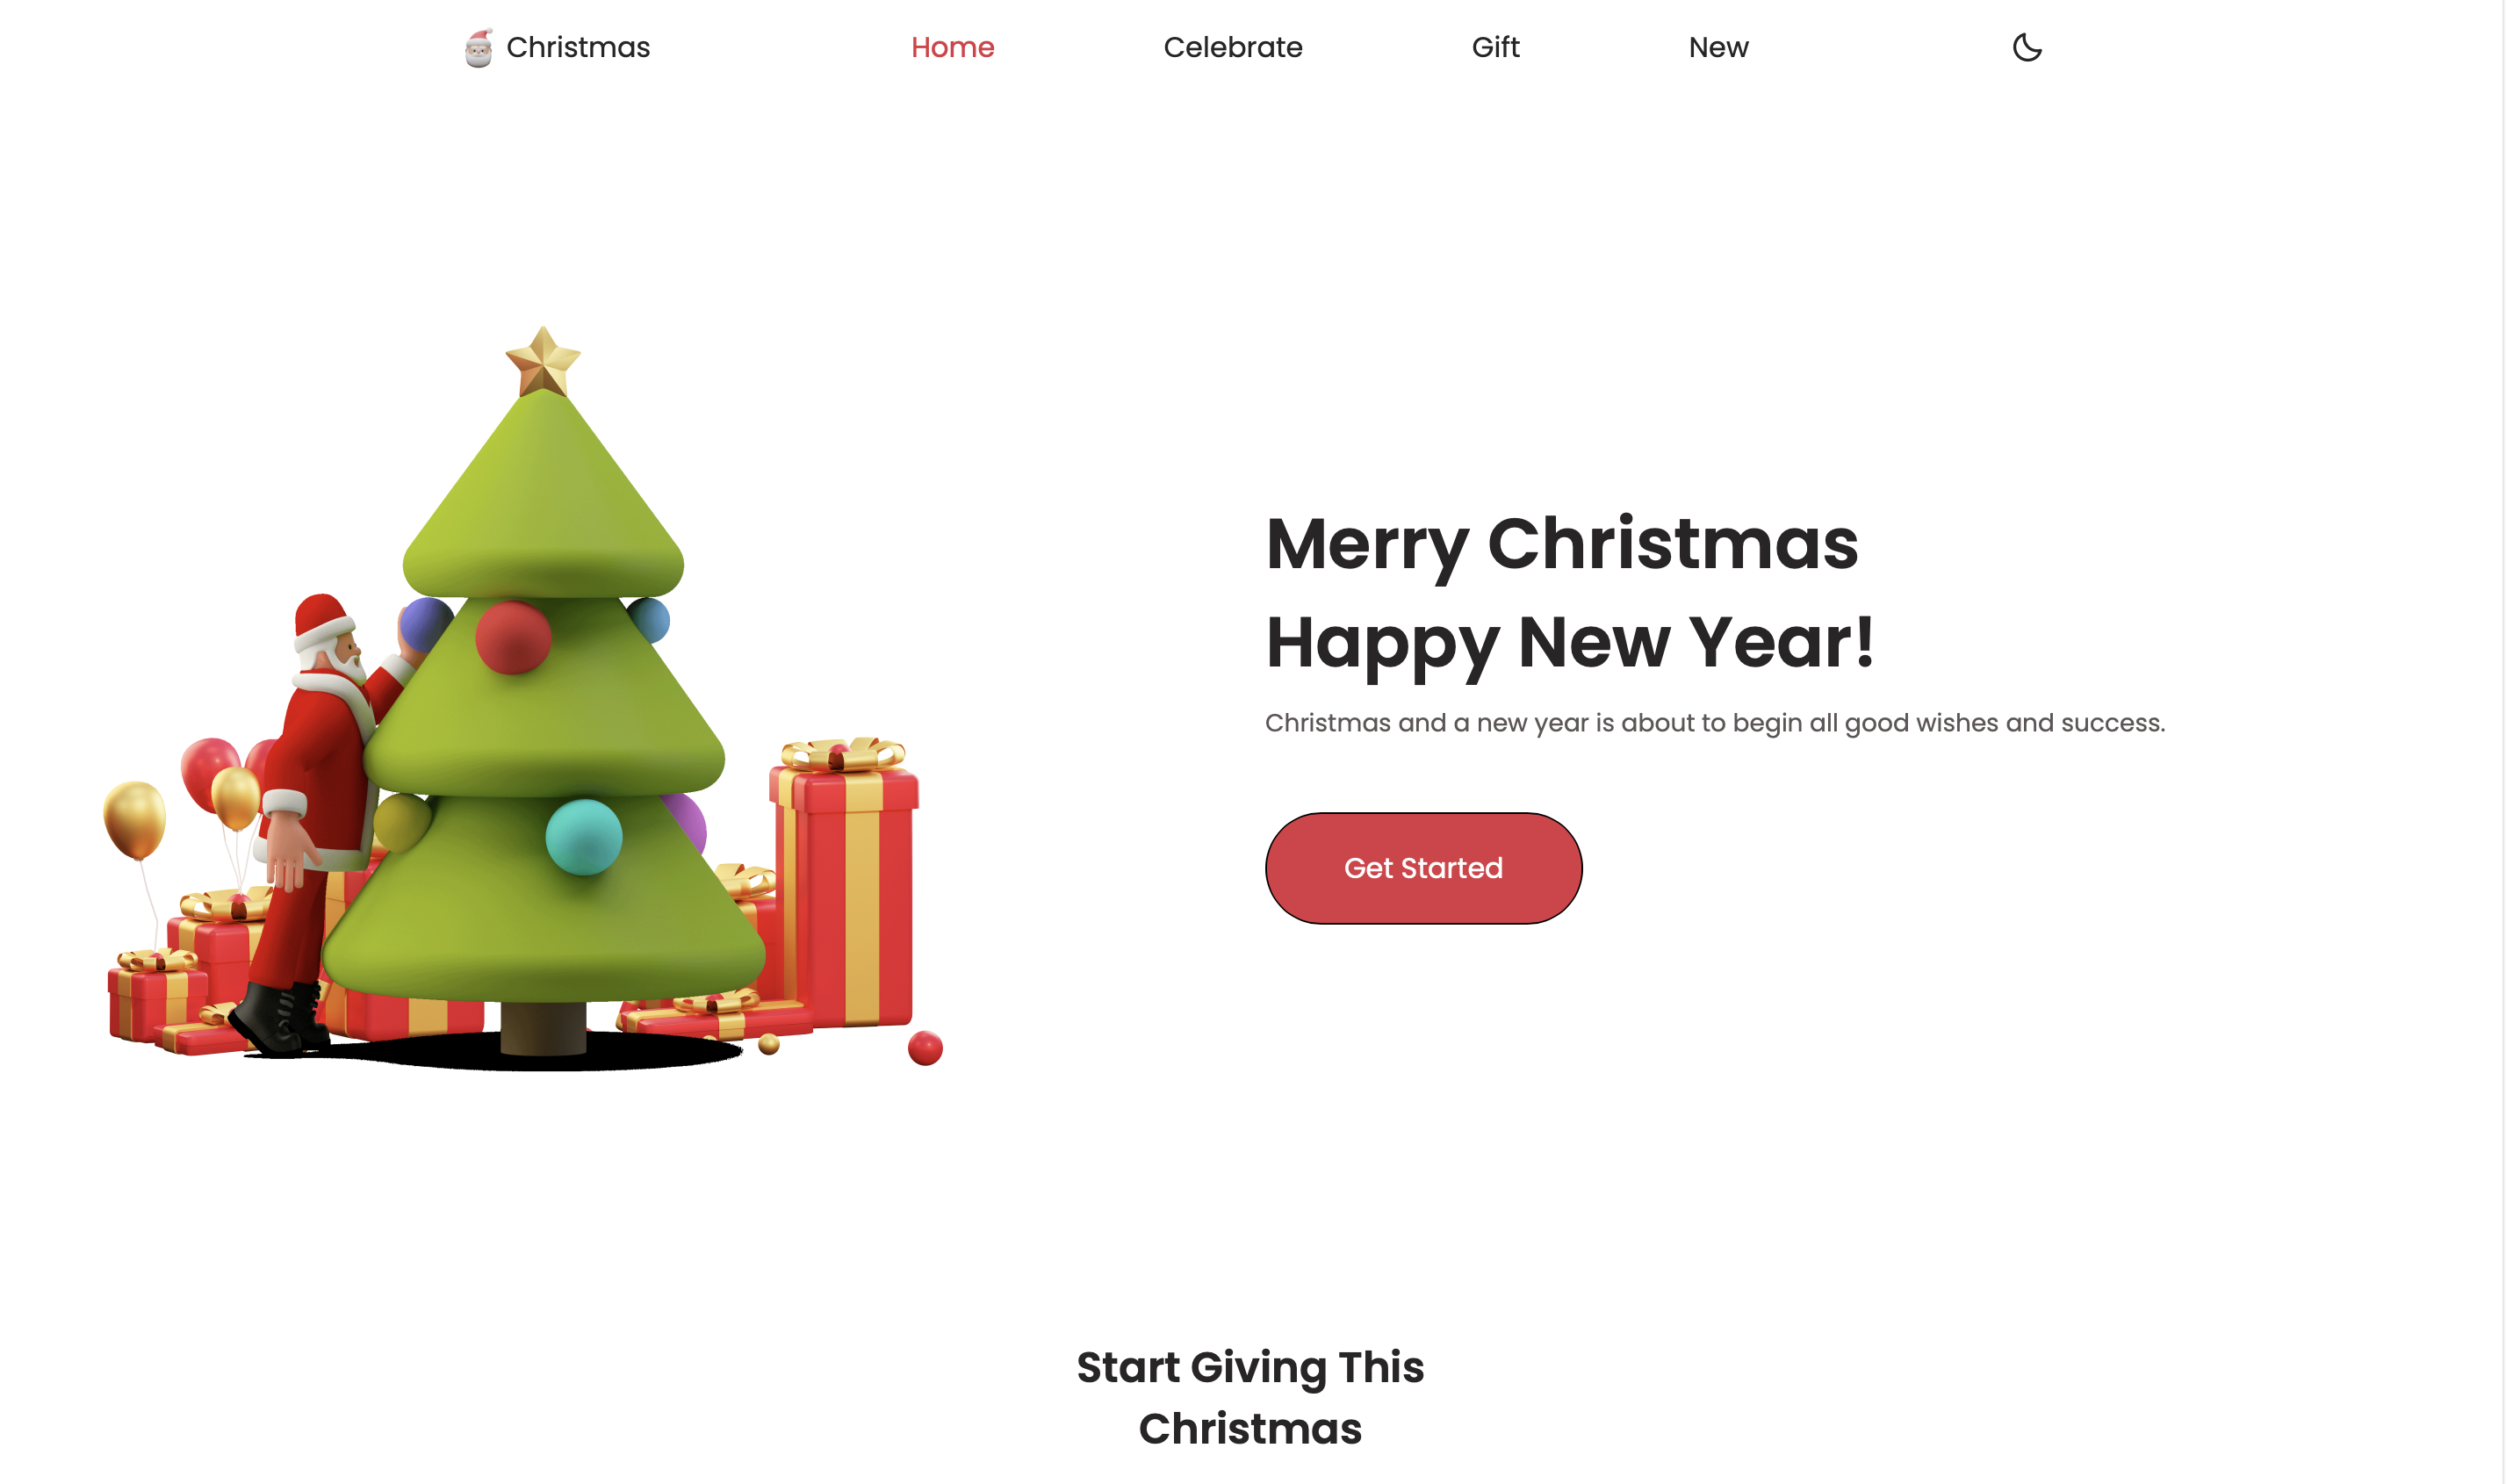 Christmas
Home
Celebrate
Gift
New
Merry Christmas
Happy New Year!
Christmas and a new year is about to begin all good wishes and success.
Get Started
Start Giving This
Christmas